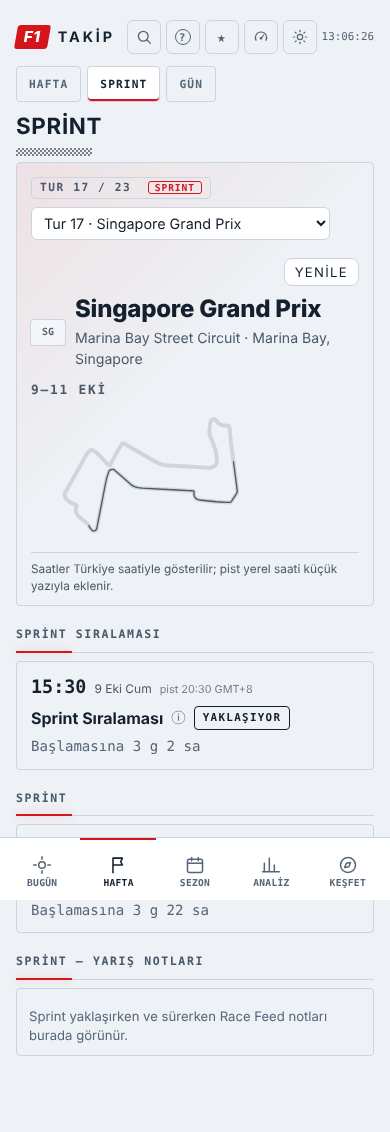 F1 TAKİP ? 13:06:26
HAFTA SPRINT GÜN
SPRİNT
TUR 17 / 23 SPRINT
Tur 17 · Singapore Grand Prix
YENİLE
Singapore Grand Prix
SG
Marina Bay Street Circuit · Marina Bay,
Singapore
9–11 EKİ
Saatler Türkiye saatiyle gösterilir; pist yerel saati küçük
yazıyla eklenir.
SPRİNT SIRALAMASI
15:30 9 Eki Cum pist 20:30 GMT+8
Sprint Sıralaması ⓘ YAKLAŞIYOR
Başlamasına 3 g 2 sa
SPRİNT
BUGÜN HAFTA SEZON ANALİZ KEŞFET
Başlamasına 3 g 22 sa
SPRİNT — YARIŞ NOTLARI
Sprint yaklaşırken ve sürerken Race Feed notları
burada görünür.